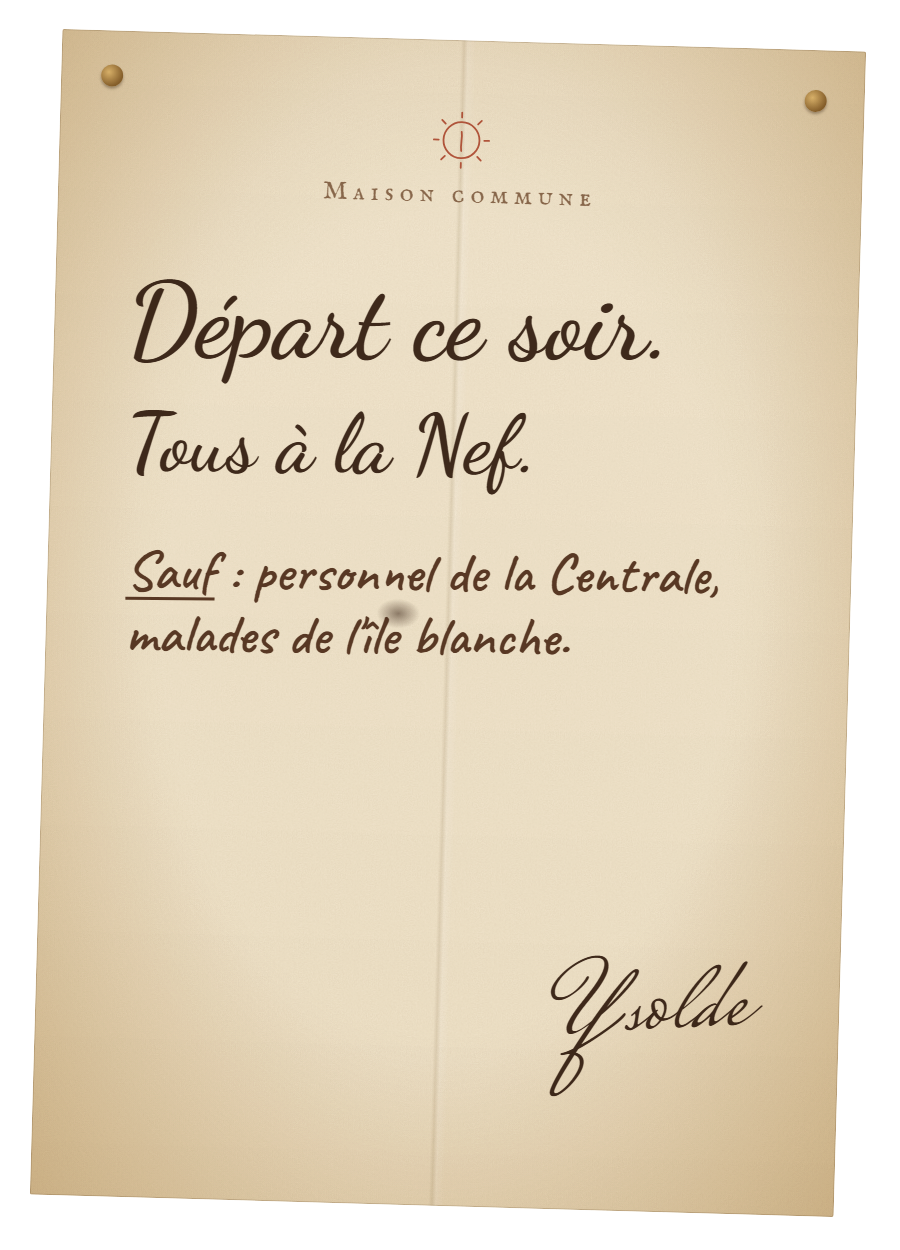 Maison commune
Départ ce soir.
Tous à la Nef.
Sauf : personnel de la Centrale,
malades de l'île blanche.
Ysolde